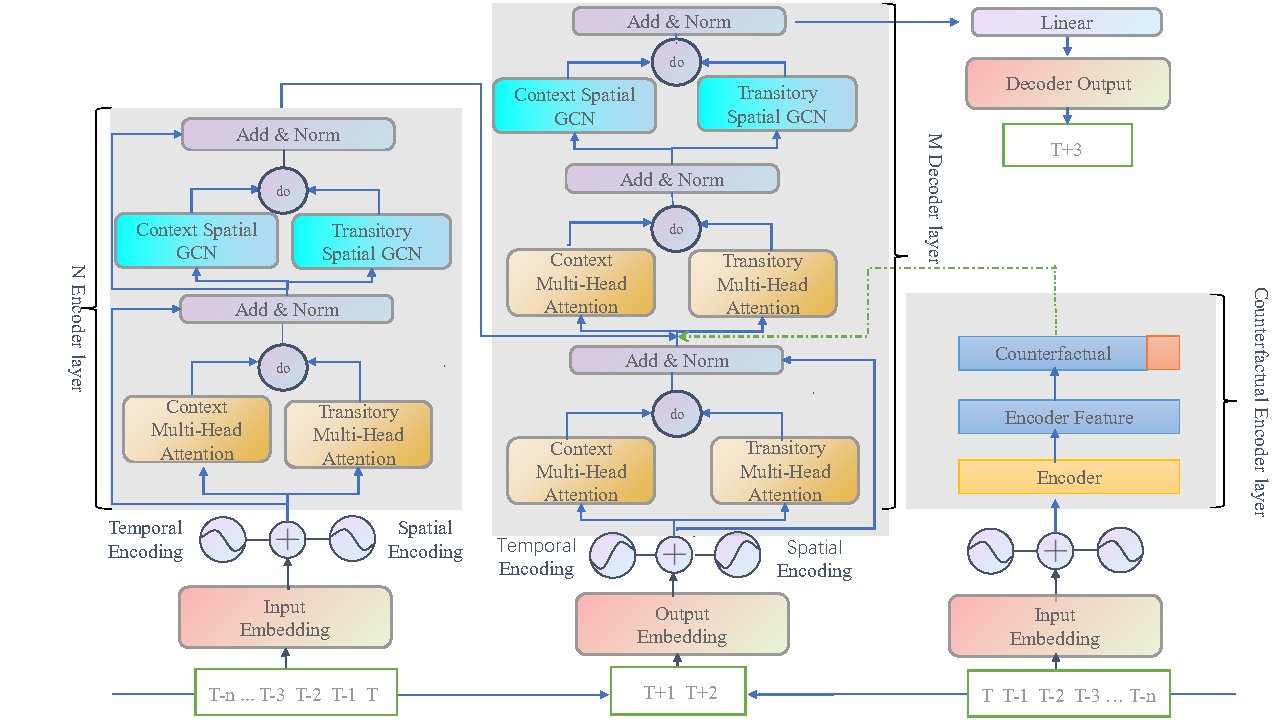 Add & Norm
do
Context Spatial
GCN
Transitory
Spatial GCN
Add & Norm
do
Context
Multi-Head
Attention
Transitory
Multi-Head
Attention
N Encoder layer
Temporal
Encoding
Spatial
Encoding
Input
Embedding
T-n ... T-3 T-2 T-1 T
Add & Norm
do
Context Spatial
GCN
Transitory
Spatial GCN
Add & Norm
do
Context
Multi-Head
Attention
Transitory
Multi-Head
Attention
Add & Norm
do
Context
Multi-Head
Attention
Transitory
Multi-Head
Attention
M Decoder layer
Temporal
Encoding
Spatial
Encoding
Output
Embedding
T+1 T+2
Linear
Decoder Output
T+3
Counterfactual
Encoder Feature
Encoder
Counterfactual Encoder layer
Input
Embedding
T T-1 T-2 T-3 ... T-n